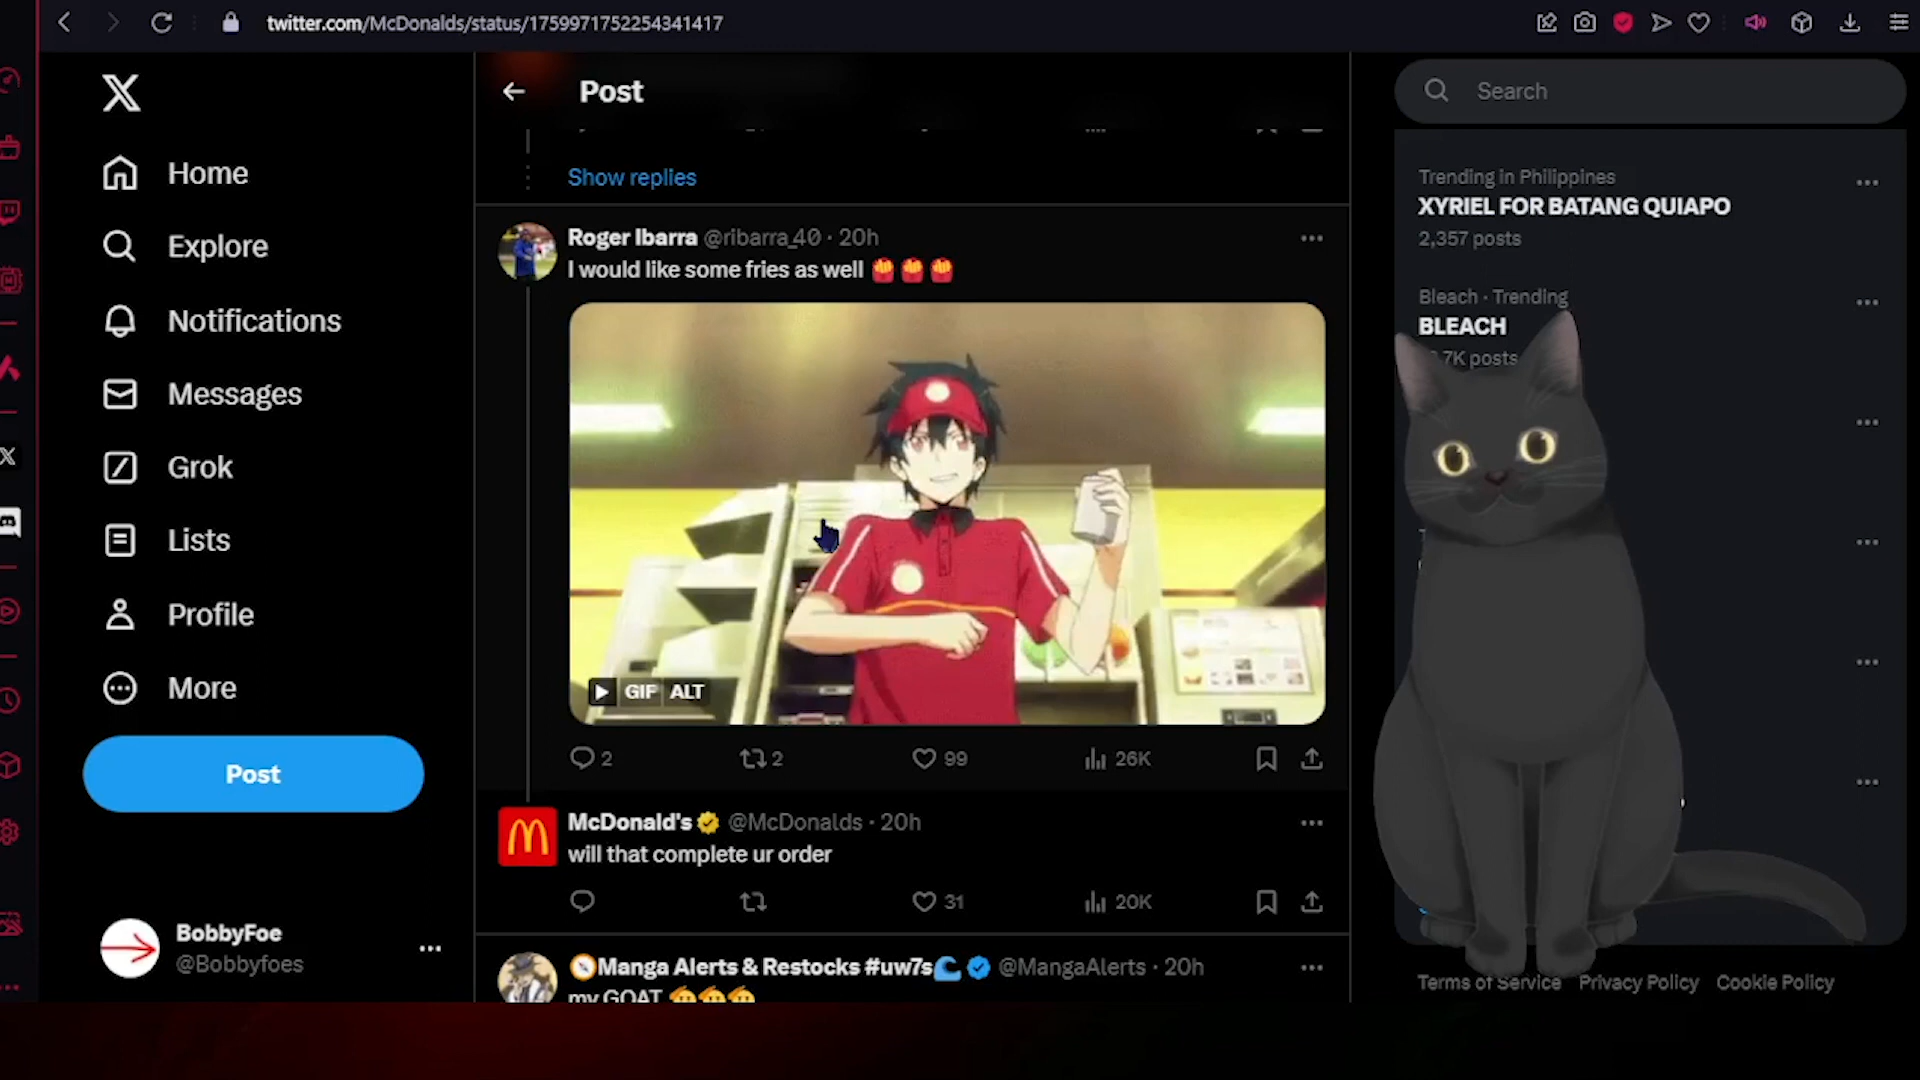 twitter.com/McDonalds/status/1759971752254341417
Home
Explore
Notifications
Messages
Grok
Lists
Profile
More
Post
BobbyFoe
@Bobbyfoes
Post
Show replies
Roger Ibarra @ribarra_40 · 20h
I would like some fries as well 🍟🍟🍟
GIF ALT
2 2 99 26K
McDonald's @McDonalds · 20h
will that complete ur order
31 20K
Manga Alerts & Restocks #uw7s🌊 @MangaAlerts · 20h
my GOAT
Search
Trending in Philippines
XYRIEL FOR BATANG QUIAPO
2,357 posts
Bleach · Trending
BLEACH
7K posts
Terms of Service Privacy Policy Cookie Policy